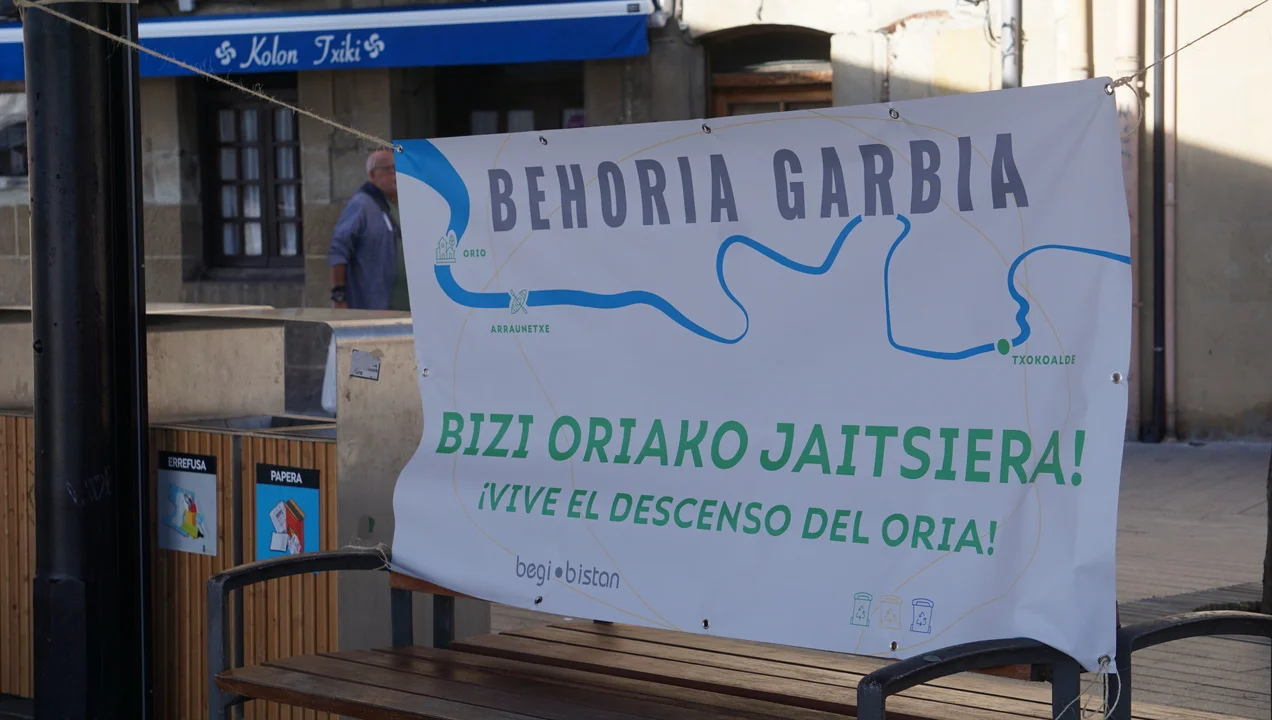 Kolon Txiki
BEHORIA GARBIA
ORIO
ARRAUNETXE
TXOKOALDE
BIZI ORIAKO JAITSIERA!
¡VIVE EL DESCENSO DEL ORIA!
begi•bistan
ERREFUSA
PAPERA